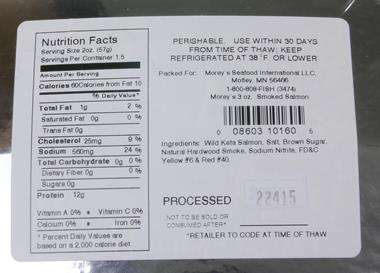 Nutrition Facts
Serving Size 2oz. (57g)
Servings Per Container 1.5
Amount Per Serving
Calories 60 Calories from Fat 10
% Daily Value*
Total Fat 1g 2 %
Saturated Fat 0g 0 %
Trans Fat 0g
Cholesterol 25mg 9 %
Sodium 560mg 24 %
Total Carbohydrate 0g 0 %
Dietary Fiber 0g 0 %
Sugars 0g
Protein 12g
Vitamin A 0% • Vitamin C 0%
Calcium 0% • Iron 0%
* Percent Daily Values are
based on a 2,000 calorie diet.
PERISHABLE. USE WITHIN 30 DAYS
FROM TIME OF THAW; KEEP
REFRIGERATED AT 38°F. OR LOWER.
Packed For: Morey's Seafood International LLC,
Motley, MN 56466
1-800-808-FISH (3474)
Morey's 3 oz. Smoked Salmon
0 08603 10160 5
Ingredients: Wild Keta Salmon, Salt, Brown Sugar,
Natural Hardwood Smoke, Sodium Nitrite, FD&C
Yellow #6 & Red #40.
PROCESSED 22415
NOT TO BE SOLD OR
CONSUMED AFTER*
*RETAILER TO CODE AT TIME OF THAW